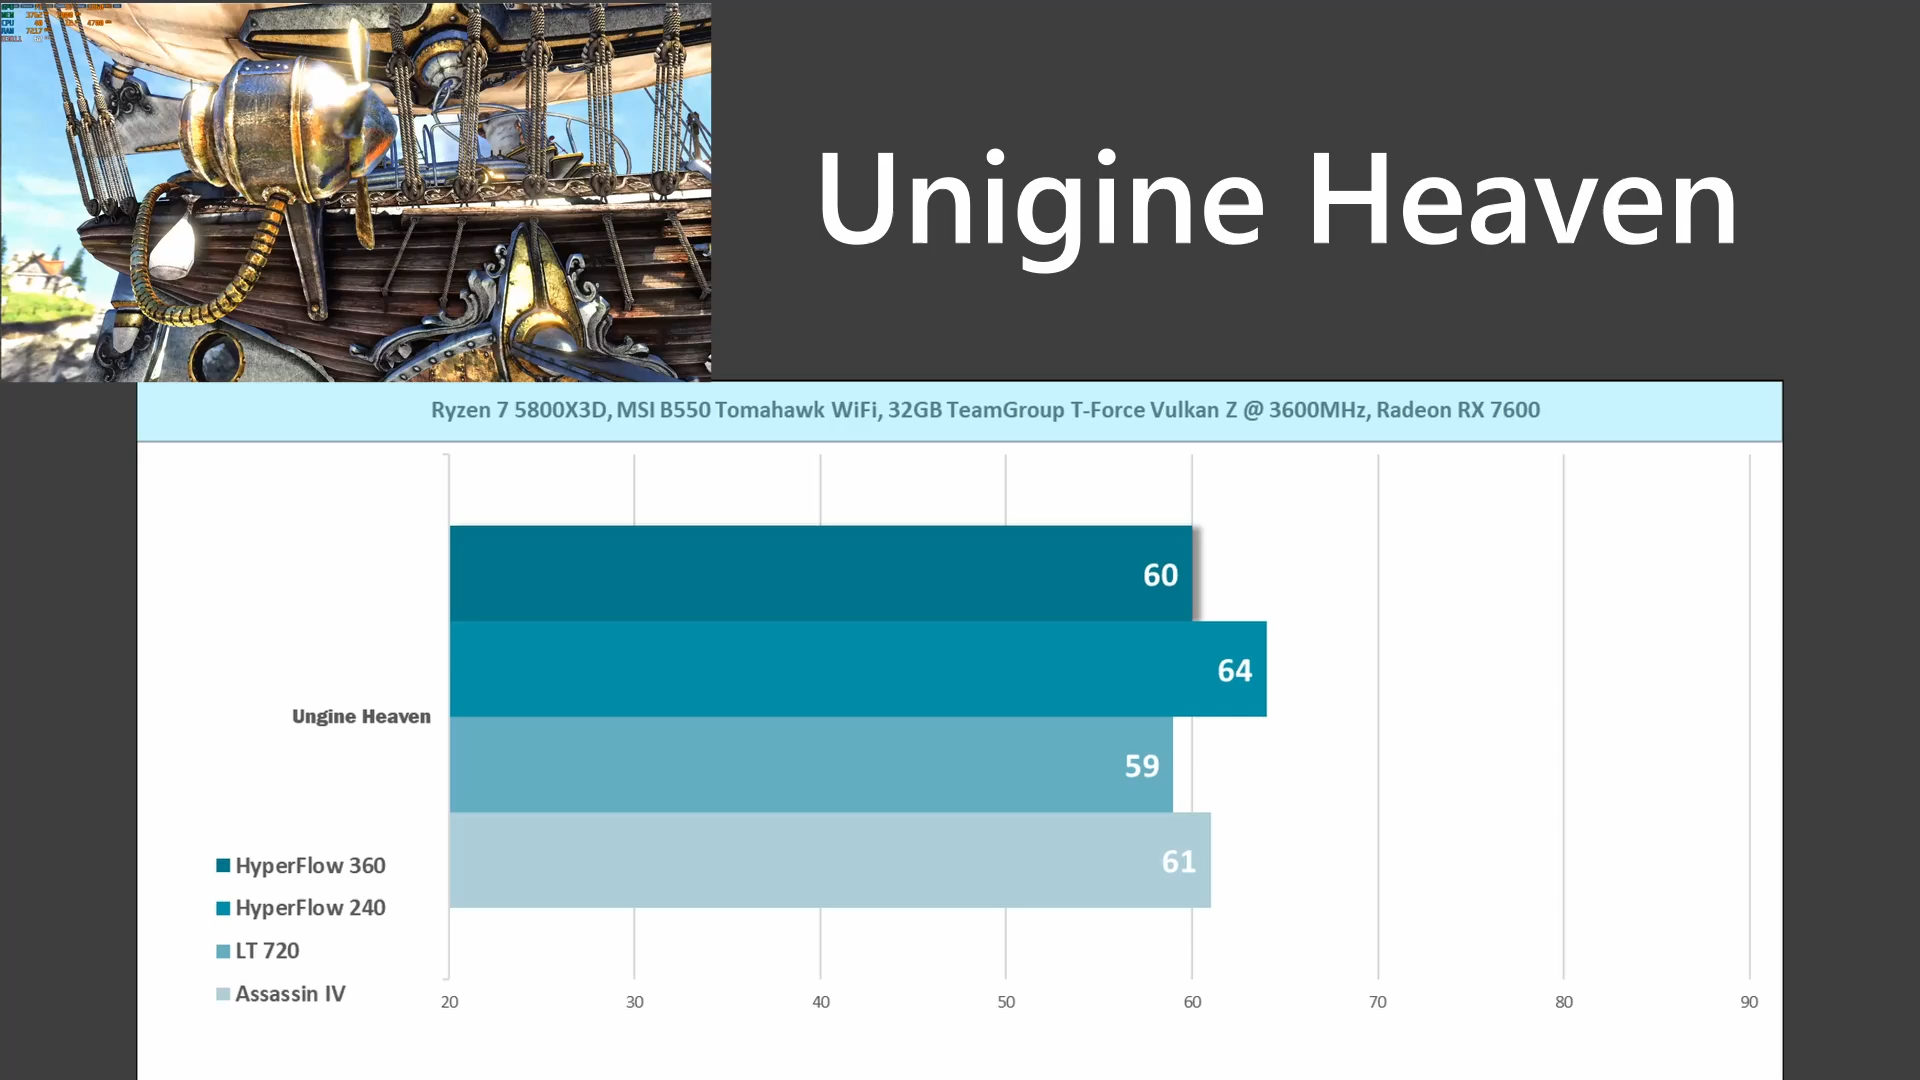 Unigine Heaven
Ryzen 7 5800X3D, MSI B550 Tomahawk WiFi, 32GB TeamGroup T-Force Vulkan Z @ 3600MHz, Radeon RX 7600
60
64
Ungine Heaven
59
61
HyperFlow 360
HyperFlow 240
LT 720
Assassin IV
20 30 40 50 60 70 80 90